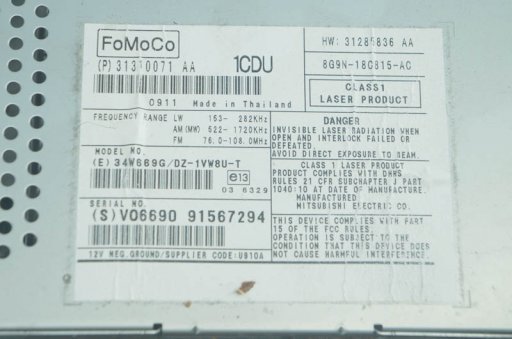 FoMoCo
(P) 31310071 AA
1CDU
0911 Made in Thailand
FREQUENCY RANGE LW 153- 282KHz
AM(MW) 522- 1720KHz
FM 76.0-108.0MHz
MODEL NO.
(E) 34W669G/DZ-1VW8U-T
e13
03 6329
SERIAL NO.
(S)VO6690 91567294
12V NEG.GROUND/SUPPLIER CODE:U910A
HW: 31285836 AA
8G9N-18C815-AC
CLASS1
LASER PRODUCT
DANGER
INVISIBLE LASER RADIATION WHEN
OPEN AND INTERLOCK FAILED OR
DEFEATED.
AVOID DIRECT EXPOSURE TO BEAM.
CLASS 1 LASER PRODUCT
PRODUCT COMPLIES WITH DHHS
RULES 21 CFR SUBCHAPTER J PART
1040:10 AT DATE OF MANUFACTURE.
MANUFACTURED
MITSUBISHI ELECTRIC CO.
THIS DEVICE COMPLIES WITH PART
15 OF THE FCC RULES.
OPERATION IS SUBJECT TO THE
CONDITION THAT THIS DEVICE DOES
NOT CAUSE HARMFUL INTERFERENCE.